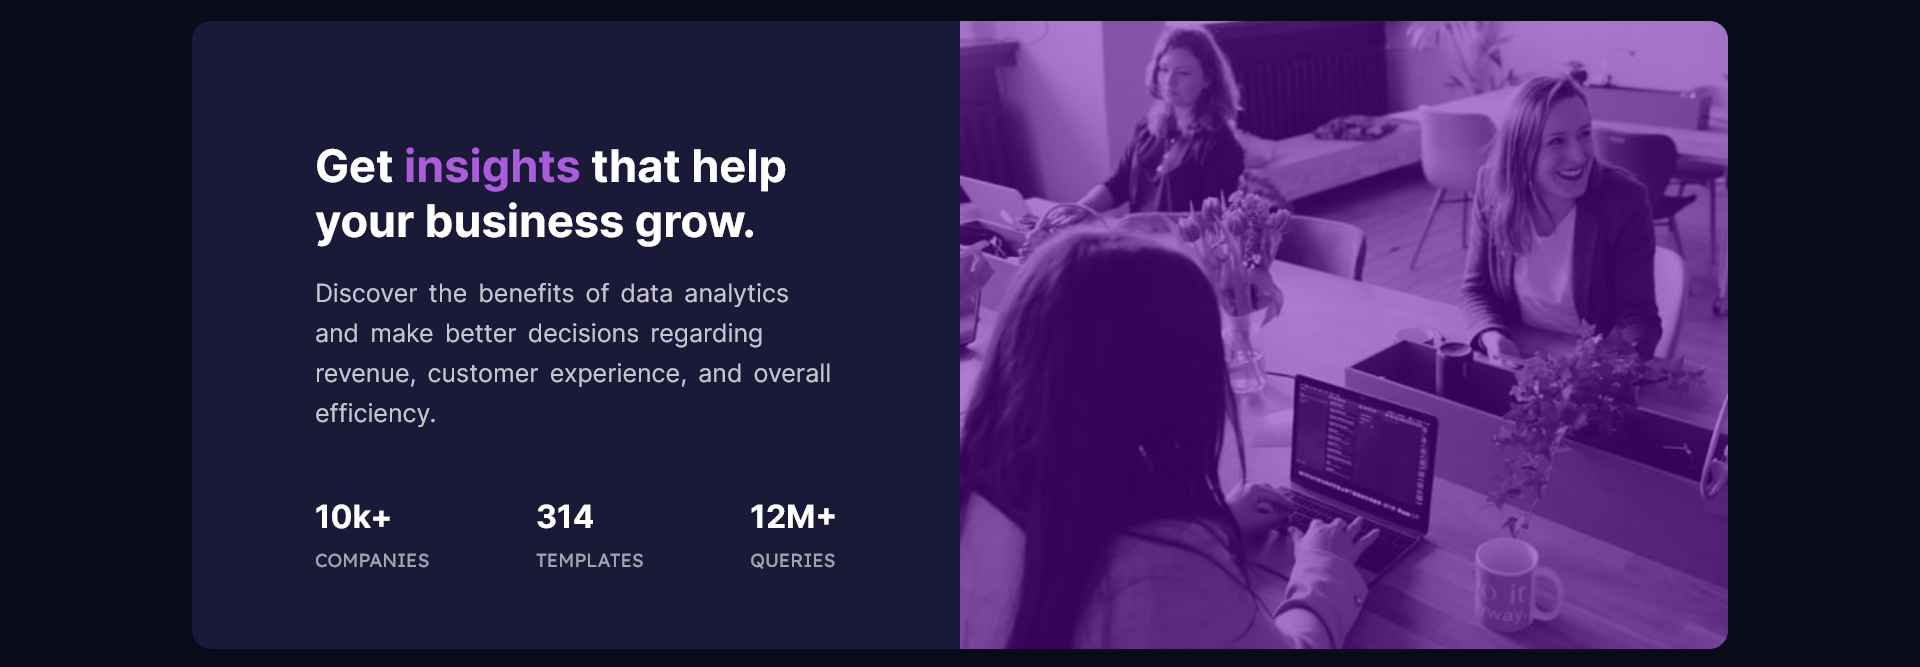 Get insights that help
your business grow.
Discover the benefits of data analytics
and make better decisions regarding
revenue, customer experience, and overall
efficiency.
10k+ 314 12M+
COMPANIES TEMPLATES QUERIES